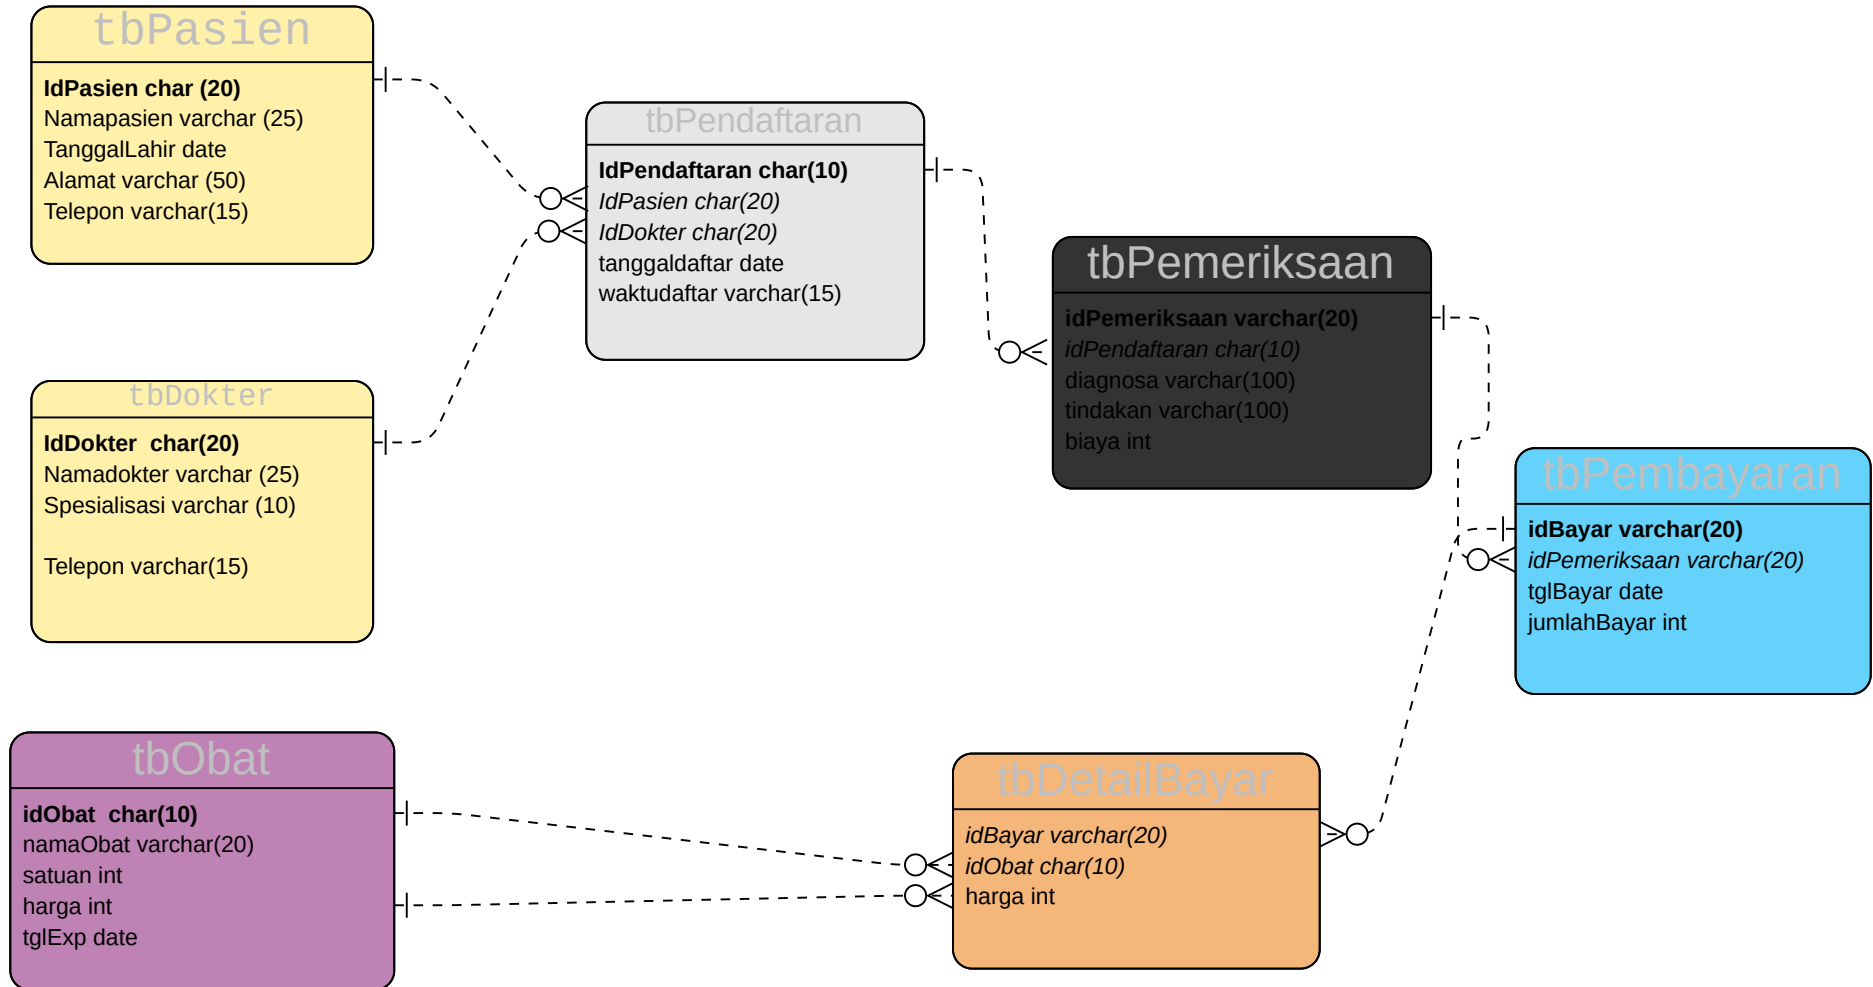 tbPasien
IdPasien char (20)
Namapasien varchar (25)
TanggalLahir date
Alamat varchar (50)
Telepon varchar(15)
tbPendaftaran
IdPendaftaran char(10)
IdPasien char(20)
IdDokter char(20)
tanggaldaftar date
waktudaftar varchar(15)
tbPemeriksaan
idPemeriksaan varchar(20)
idPendaftaran char(10)
diagnosa varchar(100)
tindakan varchar(100)
biaya int
tbDokter
IdDokter  char(20)
Namadokter varchar (25)
Spesialisasi varchar (10)
Telepon varchar(15)
tbPembayaran
idBayar varchar(20)
idPemeriksaan varchar(20)
tglBayar date
jumlahBayar int
tbObat
idObat  char(10)
namaObat varchar(20)
satuan int
harga int
tglExp date
tbDetailBayar
idBayar varchar(20)
idObat char(10)
harga int